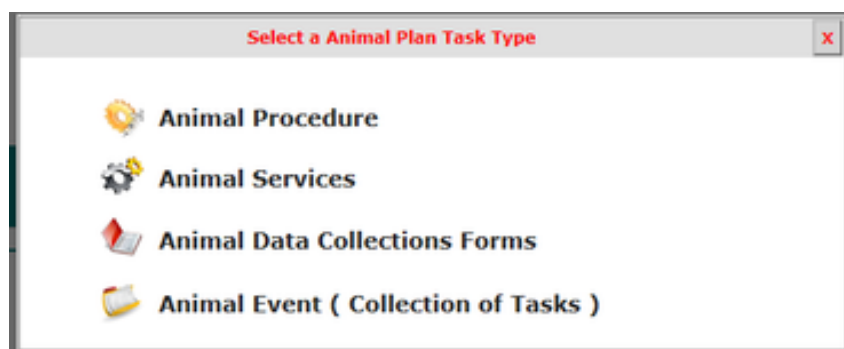 Select a Animal Plan Task Type
x
Animal Procedure
Animal Services
Animal Data Collections Forms
Animal Event ( Collection of Tasks )